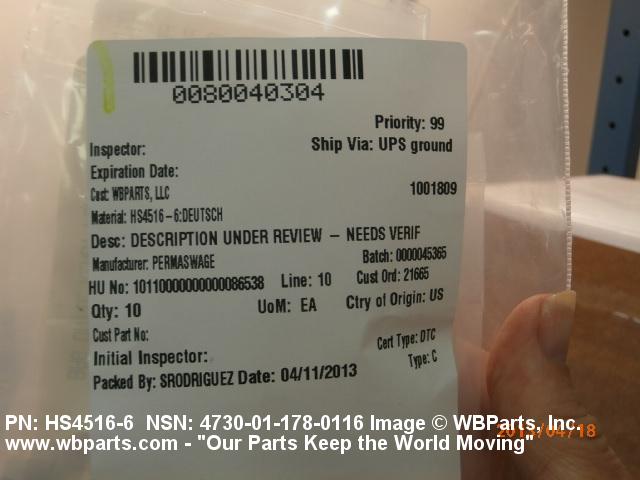 0080040304
Priority: 99
Inspector:
Ship Via: UPS ground
Expiration Date:
Cust: WBPARTS, LLC
1001809
Material: HS4516-6:DEUTSCH
Desc: DESCRIPTION UNDER REVIEW - NEEDS VERIF
Manufacturer: PERMASWAGE
Batch: 0000045365
HU No: 10110000000000086538 Line: 10 Cust Ord: 21665
Qty: 10 UoM: EA Ctry of Origin: US
Cust Part No:
Cert Type: DTC
Initial Inspector:
Type: C
Packed By: SRODRIGUEZ Date: 04/11/2013
PN: HS4516-6 NSN: 4730-01-178-0116 Image © WBParts, Inc.
2013/04/18
www.wbparts.com - "Our Parts Keep the World Moving"